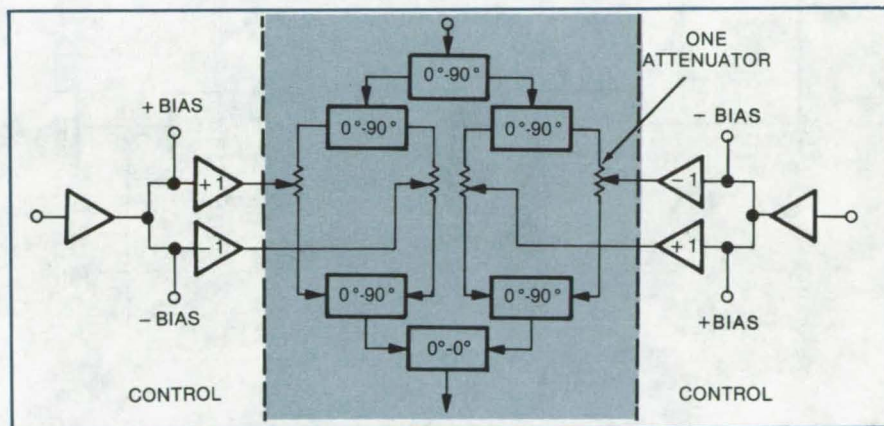 ONE
ATTENUATOR
0°-90°
+ BIAS
0°-90°
0°-90°
− BIAS
+1
−1
−1
+1
− BIAS
0°-90°
0°-90°
+BIAS
0°-0°
CONTROL
CONTROL